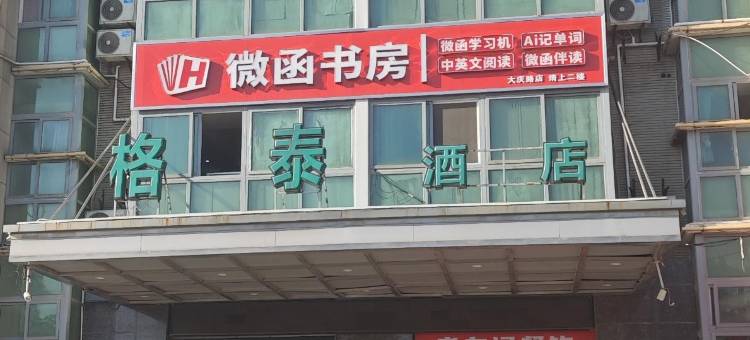 微函书房
微函学习机 Ai记单词
中英文阅读 微函伴读
大庆路店 请上二楼
格泰酒店